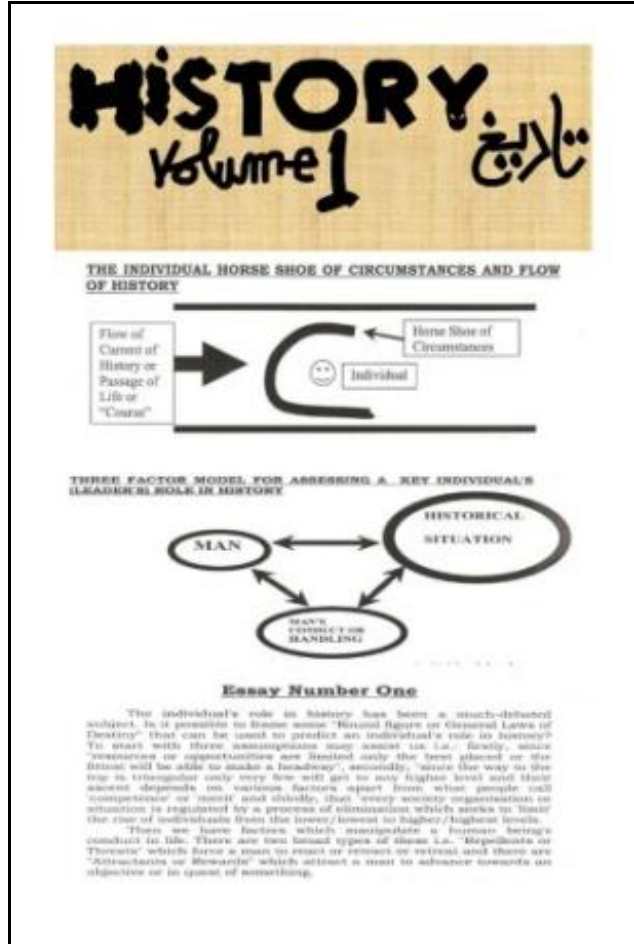 HiSTORY
Volume 1
تاریخ
THE INDIVIDUAL HORSE SHOE OF CIRCUMSTANCES AND FLOW
OF HISTORY
Flow of
Current of
History or
Passage of
Life or
"Course"
Horse Shoe of
Circumstances
Individual
THREE FACTOR MODEL FOR ASSESSING A KEY INDIVIDUAL'S
(LEADER'S) ROLE IN HISTORY
MAN
HISTORICAL
SITUATION
MAN'S
CONDUCT OR
HANDLING
Essay Number One
The individual's role in history has been a much-debated
subject. Is it possible to frame some "Round figure or General Laws of
Destiny" that can be used to predict an individual's role in history?
To start with three assumptions may assist us i.e. firstly, since
"resources or opportunities are limited only the best placed or the
fittest will be able to make a headway", secondly, "since the way to the
top is triangular only very few will get to any higher level and their
ascent depends on various factors apart from what people call
'competence' or 'merit' and thirdly, that 'every society organisation or
situation is regulated by a process of elimination which seeks to 'limit'
the rise of individuals from the lower/lowest to higher/highest levels.
Then we have factors which manipulate a human being's
conduct in life. There are two broad types of these i.e. "Repellents or
Threats" which force a man to react or retract or retreat and there are
"Attractants or Rewards" which attract a man to advance towards an
objective or in quest of something.